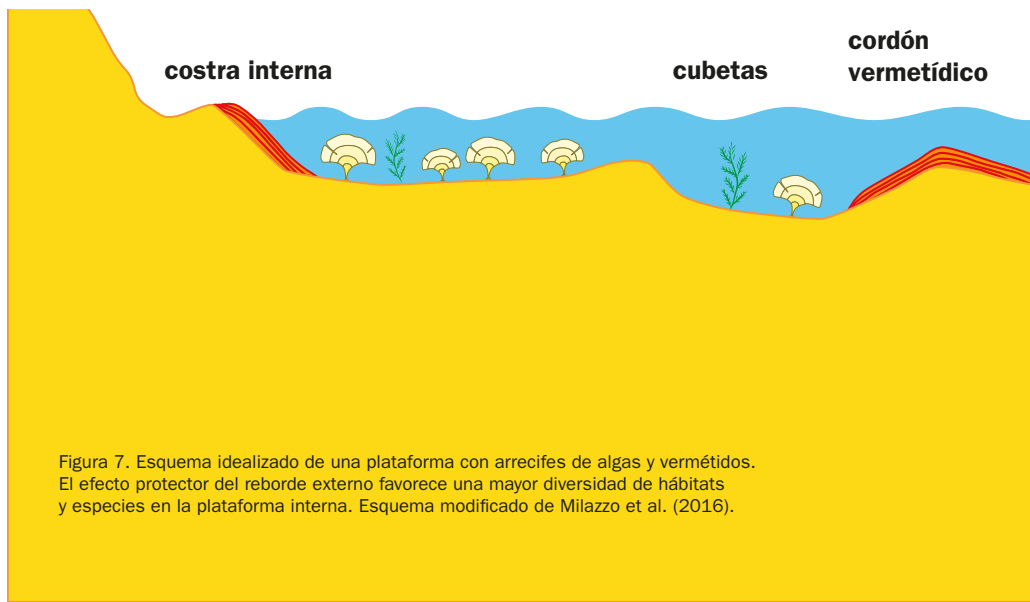 costra interna
cubetas
cordón
vermetídico
Figura 7. Esquema idealizado de una plataforma con arrecifes de algas y vermétidos.
El efecto protector del reborde externo favorece una mayor diversidad de hábitats
y especies en la plataforma interna. Esquema modificado de Milazzo et al. (2016).